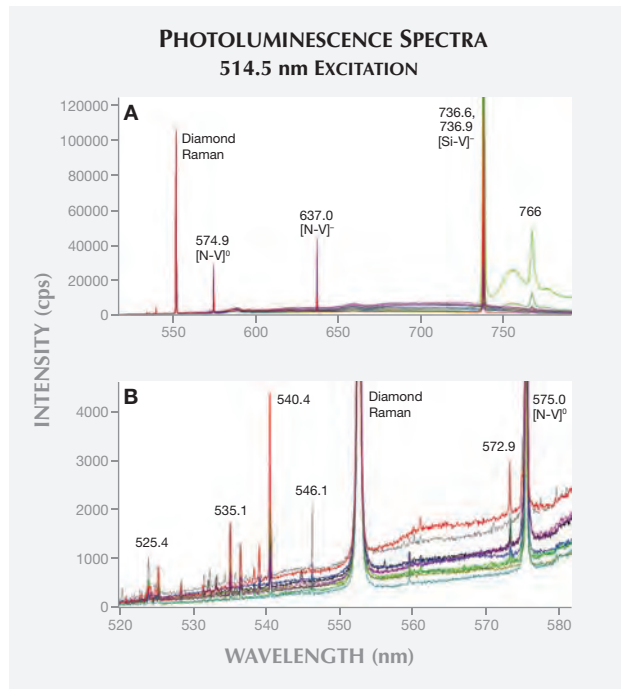 PHOTOLUMINESCENCE SPECTRA
514.5 nm EXCITATION
A
120000
100000
80000
60000
40000
20000
0
Diamond
Raman
574.9
[N-V]⁰
637.0
[N-V]⁻
736.6,
736.9
[Si-V]⁻
766
550
600
650
700
750
INTENSITY (cps)
B
4000
3000
2000
1000
0
525.4
535.1
540.4
546.1
Diamond
Raman
572.9
575.0
[N-V]⁰
520
530
540
550
560
570
580
WAVELENGTH (nm)